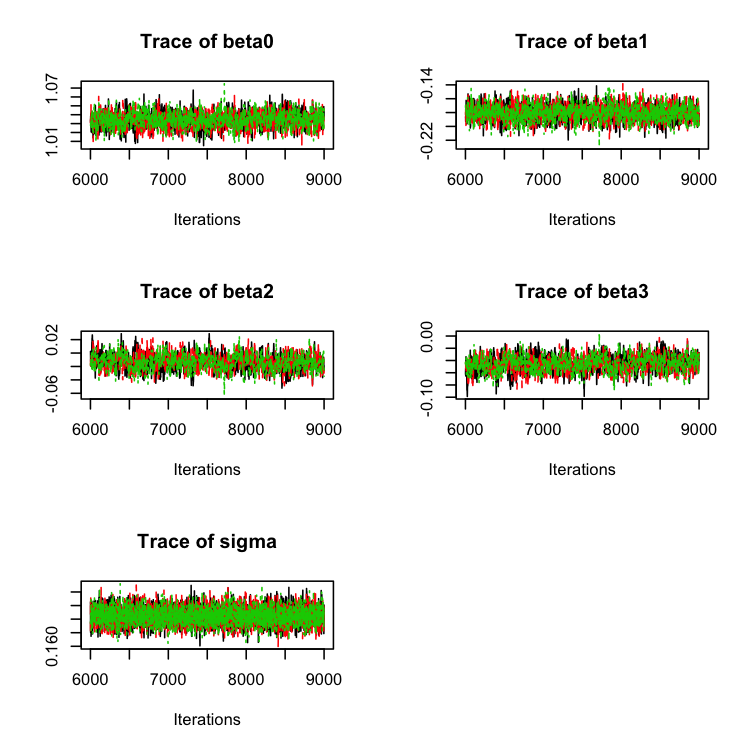 Trace of beta0
1.07
1.01
6000 7000 8000 9000
Iterations
Trace of beta1
-0.14
-0.22
6000 7000 8000 9000
Iterations
Trace of beta2
0.02
-0.06
6000 7000 8000 9000
Iterations
Trace of beta3
0.00
-0.10
6000 7000 8000 9000
Iterations
Trace of sigma
0.160
6000 7000 8000 9000
Iterations